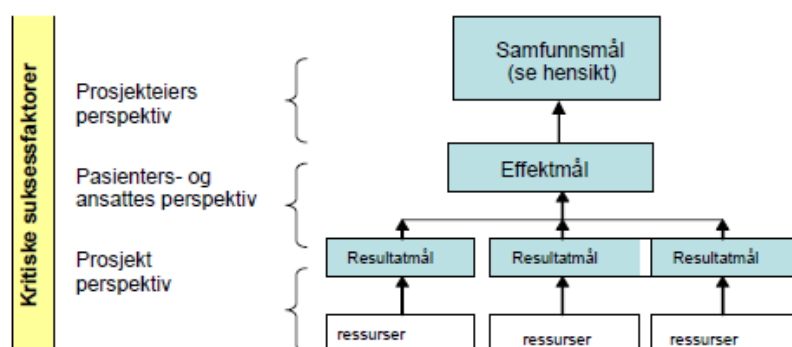 Kritiske suksessfaktorer
Samfunnsmål
(se hensikt)
Prosjekteiers
perspektiv
Effektmål
Pasienters- og
ansattes perspektiv
Prosjekt
perspektiv
Resultatmål
Resultatmål
Resultatmål
ressurser
ressurser
ressurser